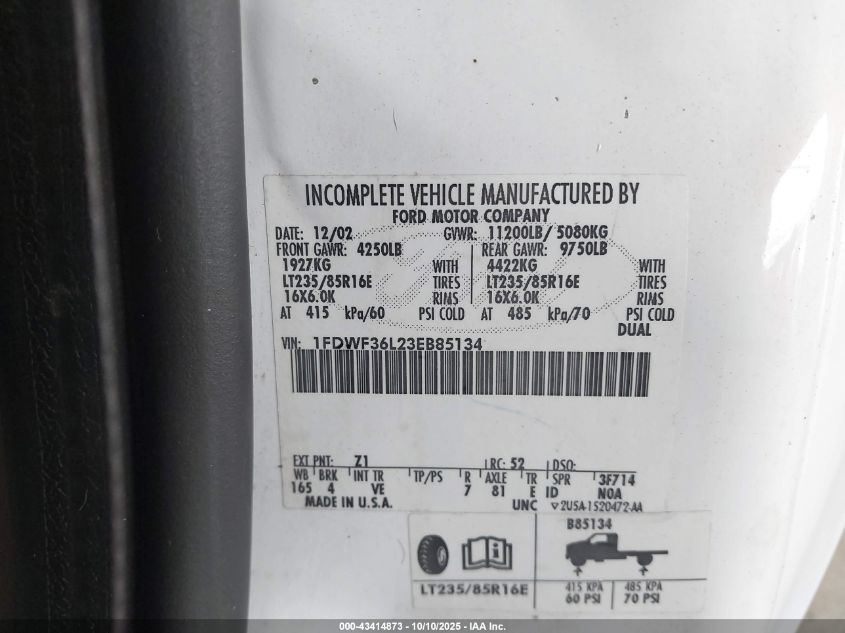 INCOMPLETE VEHICLE MANUFACTURED BY
FORD MOTOR COMPANY
DATE: 12/02 GVWR: 11200LB/ 5080KG
FRONT GAWR: 4250LB REAR GAWR: 9750LB
1927KG WITH 4422KG WITH
LT235/85R16E TIRES LT235/85R16E TIRES
16X6.0K RIMS 16X6.0K RIMS
AT 415 kPa/60 PSI COLD AT 485 kPa/70 PSI COLD
DUAL
VIN: 1FDWF36L23EB85134
EXT PNT: Z1 RC: 52 DSO:
WB BRK INT TR TP/PS R AXLE TR SPR 3F714
165 4 VE 7 81 E ID NOA
MADE IN U.S.A. UNC ▽2U5A-1520472-AA
B85134
LT235/85R16E
415 KPA 485 KPA
60 PSI 70 PSI
000-43414873 - 10/10/2025 - IAA Inc.